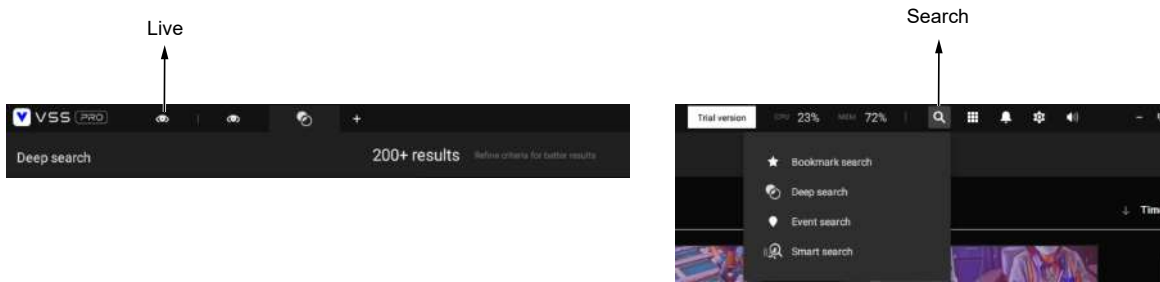 Live
Search
VSS PRO
+
Deep search
200+ results
Refine criteria for better results
Trial version
CPU 23%
MEM 72%
Bookmark search
Deep search
Event search
Smart search
↓ Time